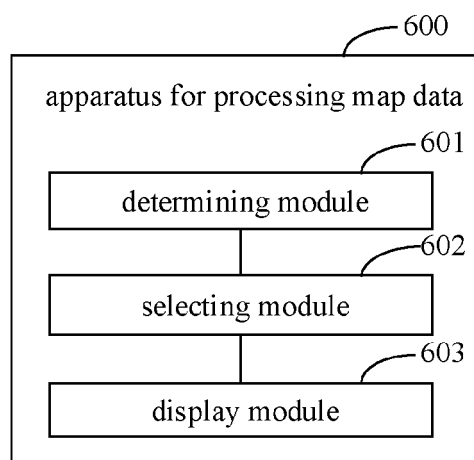 600
apparatus for processing map data
601
determining module
602
selecting module
603
display module